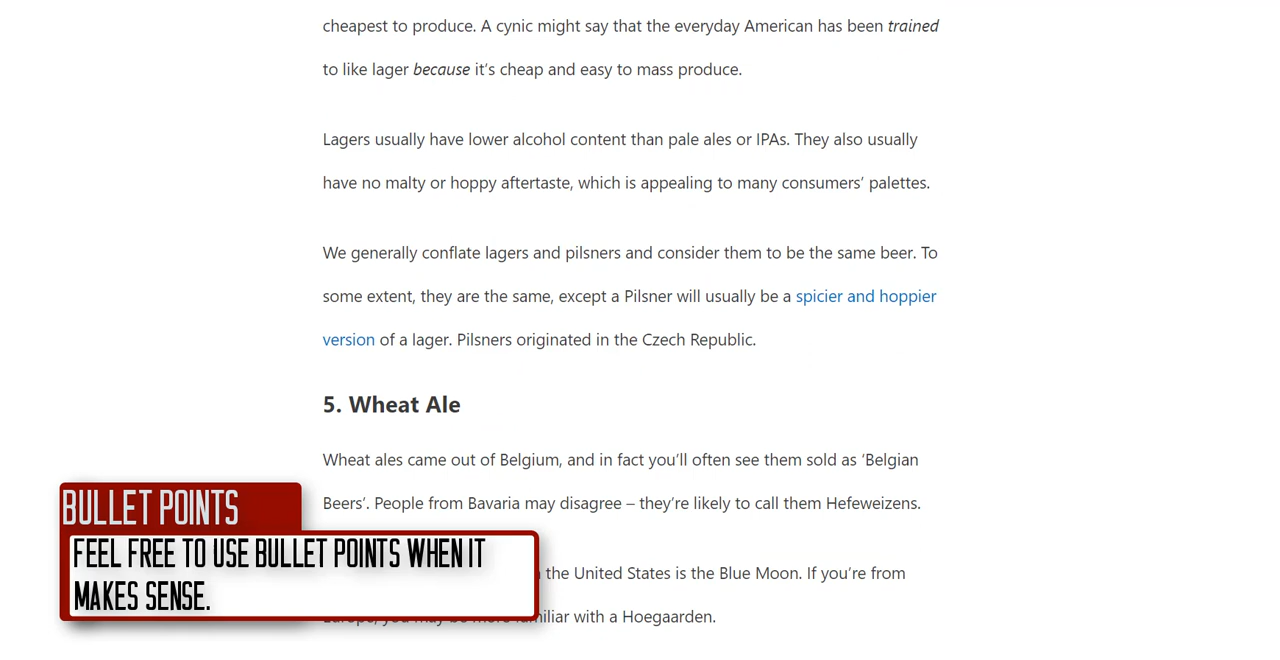 cheapest to produce. A cynic might say that the everyday American has been trained
to like lager because it's cheap and easy to mass produce.
Lagers usually have lower alcohol content than pale ales or IPAs. They also usually
have no malty or hoppy aftertaste, which is appealing to many consumers' palettes.
We generally conflate lagers and pilsners and consider them to be the same beer. To
some extent, they are the same, except a Pilsner will usually be a spicier and hoppier
version of a lager. Pilsners originated in the Czech Republic.
5. Wheat Ale
Wheat ales came out of Belgium, and in fact you'll often see them sold as 'Belgian
Beers'. People from Bavaria may disagree – they're likely to call them Hefeweizens.
the United States is the Blue Moon. If you're from
Europe, you may be more familiar with a Hoegaarden.
BULLET POINTS
FEEL FREE TO USE BULLET POINTS WHEN IT
MAKES SENSE.